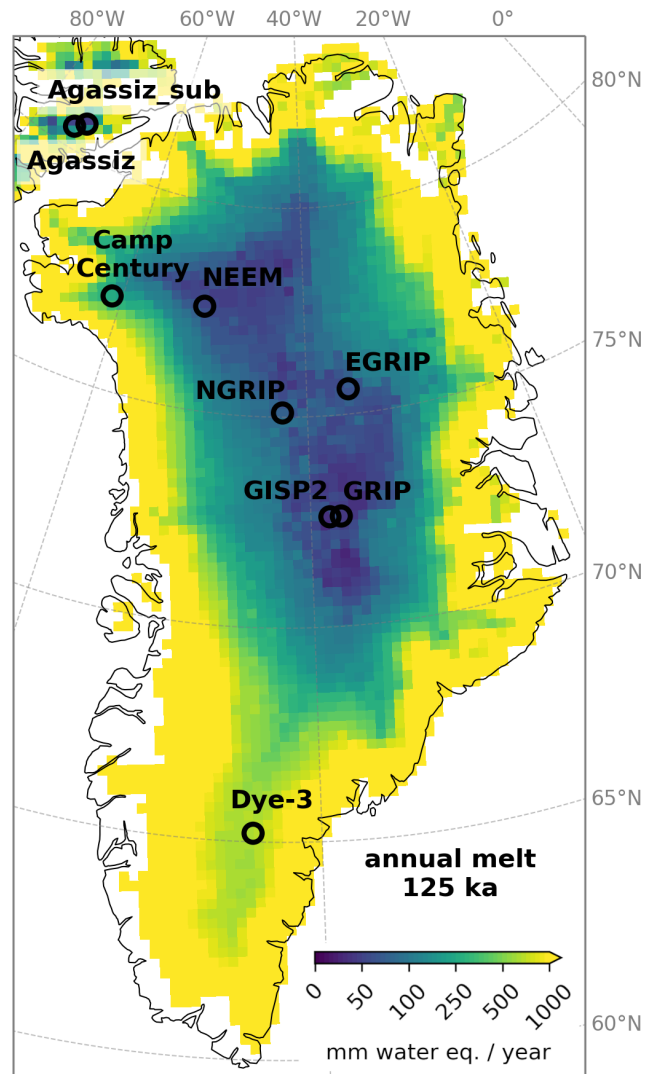 80°W 60°W 40°W 20°W 0°
80°N
Agassiz_sub
Agassiz
Camp
Century
NEEM
75°N
EGRIP
NGRIP
GISP2 GRIP
70°N
Dye-3
65°N
annual melt
125 ka
0 50 100 250 500 1000
60°N
mm water eq. / year